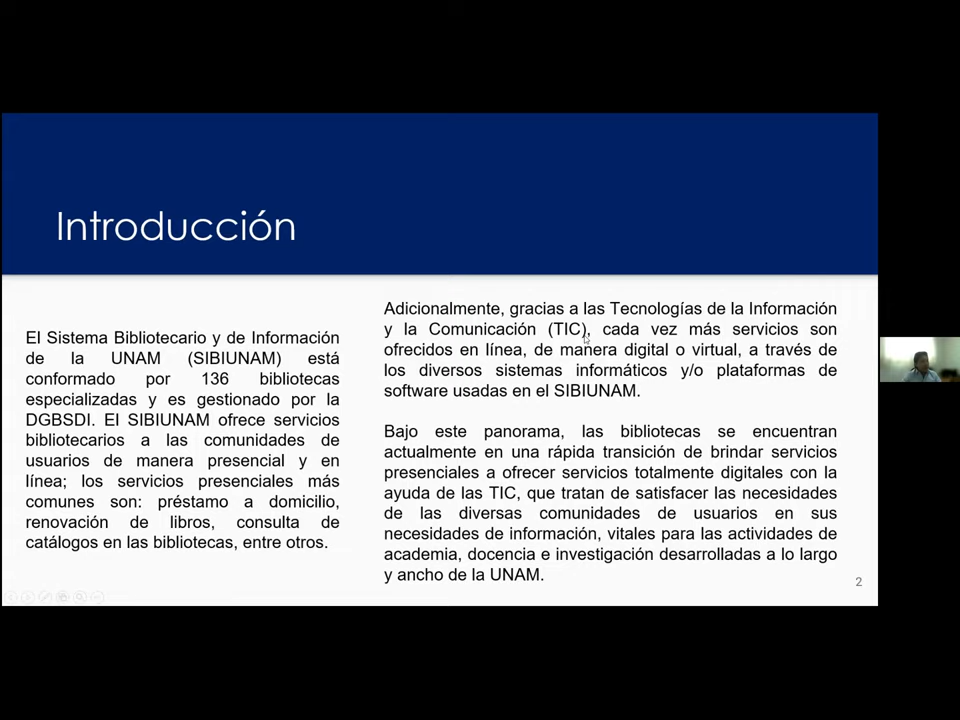 Introducción
El Sistema Bibliotecario y de Información
de la UNAM (SIBIUNAM) está
conformado por 136 bibliotecas
especializadas y es gestionado por la
DGBSDI. El SIBIUNAM ofrece servicios
bibliotecarios a las comunidades de
usuarios de manera presencial y en
línea; los servicios presenciales más
comunes son: préstamo a domicilio,
renovación de libros, consulta de
catálogos en las bibliotecas, entre otros.
Adicionalmente, gracias a las Tecnologías de la Información
y la Comunicación (TIC), cada vez más servicios son
ofrecidos en línea, de manera digital o virtual, a través de
los diversos sistemas informáticos y/o plataformas de
software usadas en el SIBIUNAM.
Bajo este panorama, las bibliotecas se encuentran
actualmente en una rápida transición de brindar servicios
presenciales a ofrecer servicios totalmente digitales con la
ayuda de las TIC, que tratan de satisfacer las necesidades
de las diversas comunidades de usuarios en sus
necesidades de información, vitales para las actividades de
academia, docencia e investigación desarrolladas a lo largo
y ancho de la UNAM.
2